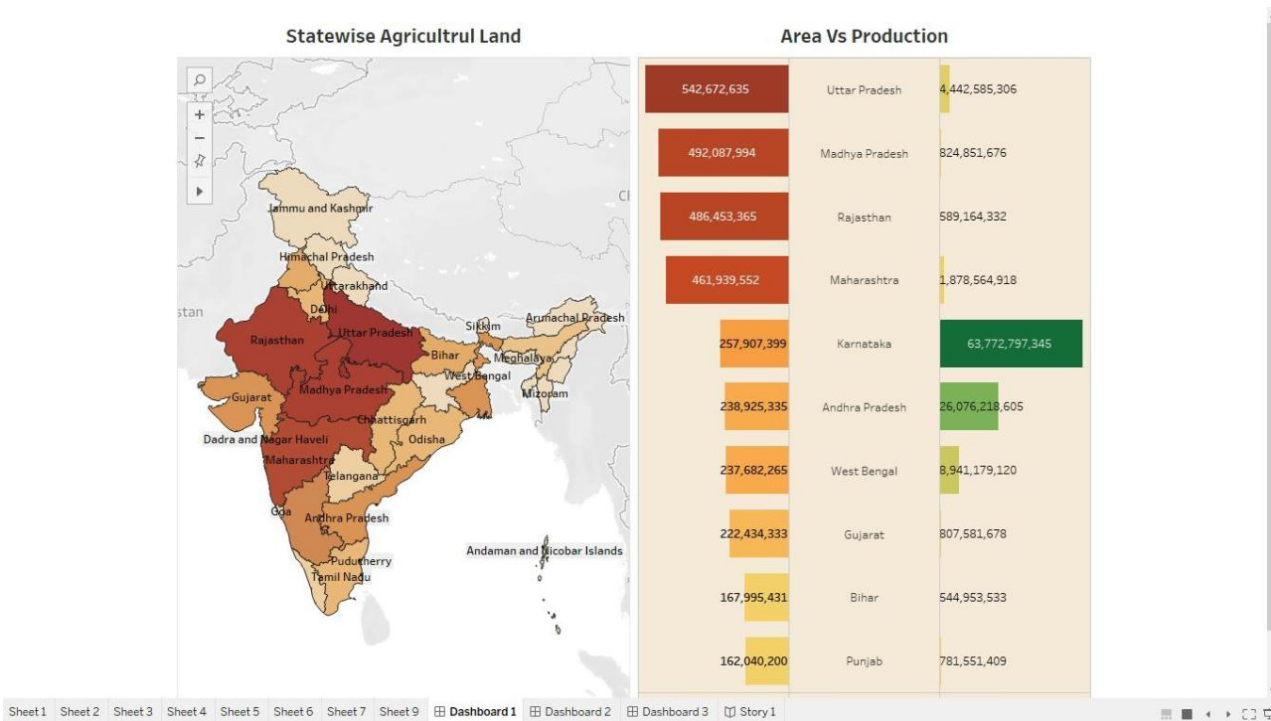 Statewise Agricultrul Land
Jammu and Kashmir
Himachal Pradesh
Uttarakhand
Delhi
Rajasthan
Uttar Pradesh
Sikkim
Arunachal Pradesh
Bihar
Meghalaya
West Bengal
Mizoram
Gujarat
Madhya Pradesh
Chhattisgarh
Dadra and Nagar Haveli
Odisha
Maharashtra
Telangana
Goa
Andhra Pradesh
Puducherry
Tamil Nadu
Andaman and Nicobar Islands
stan
Area Vs Production
542,672,635 Uttar Pradesh 4,442,585,306
492,087,994 Madhya Pradesh 824,851,676
486,453,365 Rajasthan 589,164,332
461,939,552 Maharashtra 1,878,564,918
257,907,399 Karnataka 63,772,797,345
238,925,335 Andhra Pradesh 26,076,218,605
237,682,265 West Bengal 8,941,179,120
222,434,333 Gujarat 807,581,678
167,995,431 Bihar 544,953,533
162,040,200 Punjab 781,551,409
Sheet 1 Sheet 2 Sheet 3 Sheet 4 Sheet 5 Sheet 6 Sheet 7 Sheet 9 Dashboard 1 Dashboard 2 Dashboard 3 Story 1